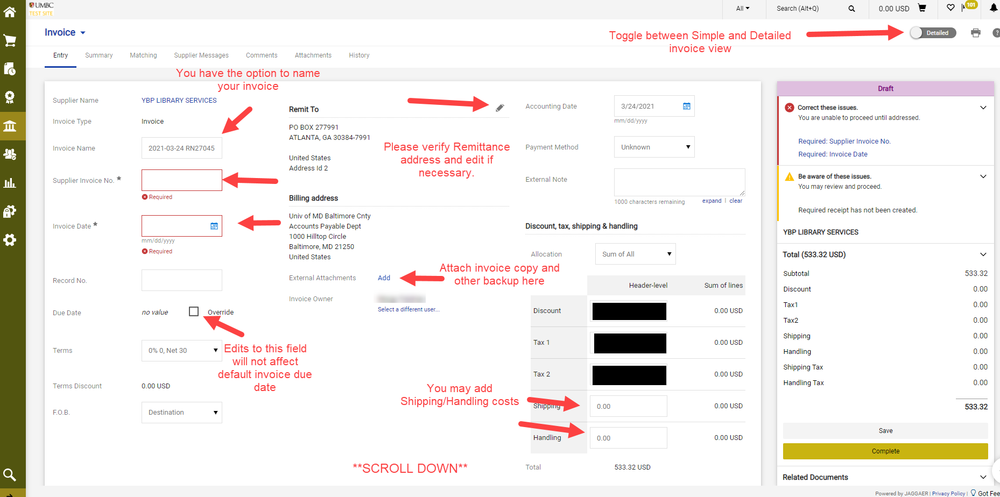 UMBC
TEST SITE
All
Search (Alt+Q)
0.00 USD
101
Invoice
Toggle between Simple and Detailed
invoice view
Detailed
?
Entry
Summary
Matching
Supplier Messages
Comments
Attachments
History
You have the option to name
your invoice
Supplier Name
YBP LIBRARY SERVICES
Invoice Type
Invoice
Invoice Name
2021-03-24 RN27045
Supplier Invoice No. ★
Required
Invoice Date ★
mm/dd/yyyy
Required
Record No.
Due Date
no value
Override
Edits to this field
will not affect
default invoice due
date
Terms
0% 0, Net 30
Terms Discount
0.00 USD
F.O.B.
Destination
Remit To
PO BOX 277991
ATLANTA, GA 30384-7991
United States
Address Id 2
Please verify Remittance
address and edit if
necessary.
Billing address
Univ of MD Baltimore Cnty
Accounts Payable Dept
1000 Hilltop Circle
Baltimore, MD 21250
United States
External Attachments
Add
Attach invoice copy and
other backup here
Invoice Owner
Select a different user...
You may add
Shipping/Handling costs
**SCROLL DOWN**
Accounting Date
3/24/2021
mm/dd/yyyy
Payment Method
Unknown
External Note
1000 characters remaining
expand | clear
Discount, tax, shipping & handling
Allocation
Sum of All
Header-level
Sum of lines
Discount
0.00 USD
Tax 1
0.00 USD
Tax 2
0.00 USD
Shipping
0.00
0.00 USD
Handling
0.00
0.00 USD
Total
533.32 USD
Draft
Correct these issues.
You are unable to proceed until addressed.
Required: Supplier Invoice No.
Required: Invoice Date
Be aware of these issues.
You may review and proceed.
Required receipt has not been created.
YBP LIBRARY SERVICES
Total (533.32 USD)
Subtotal
533.32
Discount
0.00
Tax1
0.00
Tax2
0.00
Shipping
0.00
Handling
0.00
Shipping Tax
0.00
Handling Tax
0.00
533.32
Save
Complete
Related Documents
Powered by JAGGAER | Privacy Policy |
Got Fee